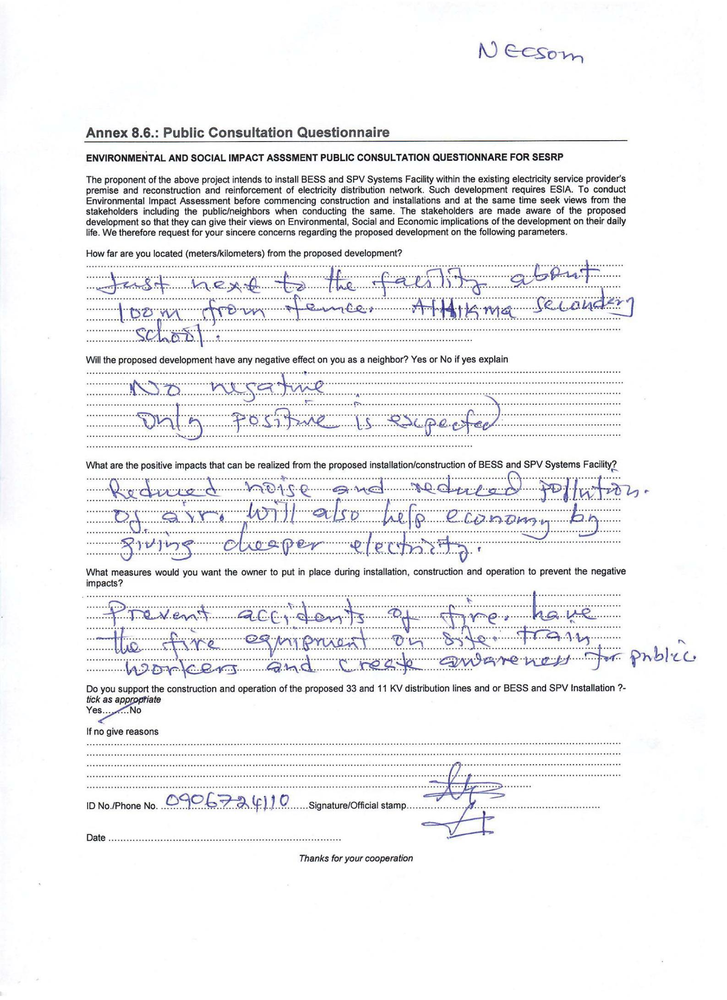 NECSOM
Annex 8.6.: Public Consultation Questionnaire
ENVIRONMENTAL AND SOCIAL IMPACT ASSSMENT PUBLIC CONSULTATION QUESTIONNARE FOR SESRP
The proponent of the above project intends to install BESS and SPV Systems Facility within the existing electricity service provider's
premise and reconstruction and reinforcement of electricity distribution network. Such development requires ESIA. To conduct
Environmental Impact Assessment before commencing construction and installations and at the same time seek views from the
stakeholders including the public/neighbors when conducting the same. The stakeholders are made aware of the proposed
development so that they can give their views on Environmental, Social and Economic implications of the development on their daily
life. We therefore request for your sincere concerns regarding the proposed development on the following parameters.
How far are you located (meters/kilometers) from the proposed development?
Just next to the facility about
100m from fence. secondery
school.
Will the proposed development have any negative effect on you as a neighbor? Yes or No if yes explain
No negative
Only positive is expected
What are the positive impacts that can be realized from the proposed installation/construction of BESS and SPV Systems Facility?
Reduced noise and reduced pollution.
of air. Will also help economy by
giving cheaper electricity.
What measures would you want the owner to put in place during installation, construction and operation to prevent the negative
impacts?
Prevent accidents of fire. have
the fire equipment on site. train
workers and create awareness for public.
Do you support the construction and operation of the proposed 33 and 11 KV distribution lines and or BESS and SPV Installation ?-
tick as appropriate
Yes.........No
If no give reasons
ID No./Phone No. 0906724110 Signature/Official stamp
Date
Thanks for your cooperation